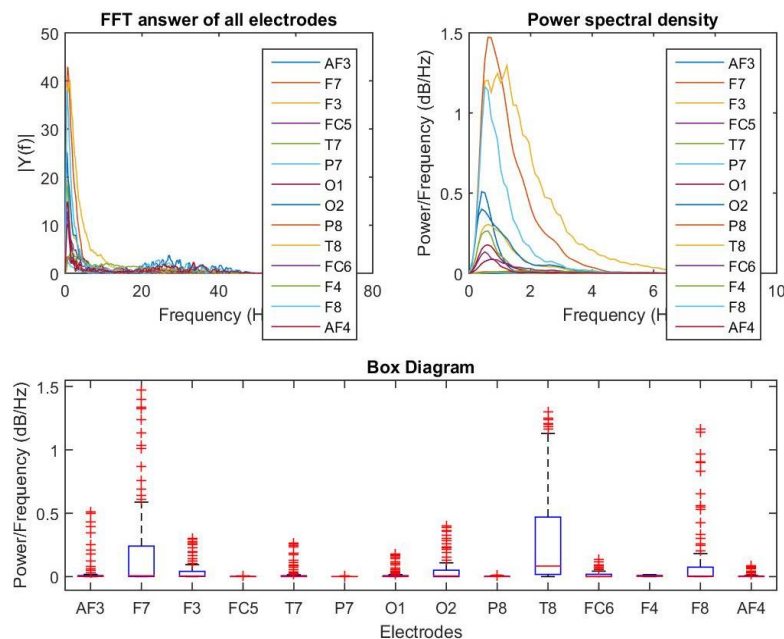 FFT answer of all electrodes
50
40
30
20
10
0
|Y(f)|
0 20 40 80
Frequency (H
AF3
F7
F3
FC5
T7
P7
O1
O2
P8
T8
FC6
F4
F8
AF4
Power spectral density
1.5
1
0.5
0
Power/Frequency (dB/Hz)
0 2 4 6 10
Frequency (H
AF3
F7
F3
FC5
T7
P7
O1
O2
P8
T8
FC6
F4
F8
AF4
Box Diagram
1.5
1
0.5
0
Power/Frequency (dB/Hz)
AF3 F7 F3 FC5 T7 P7 O1 O2 P8 T8 FC6 F4 F8 AF4
Electrodes